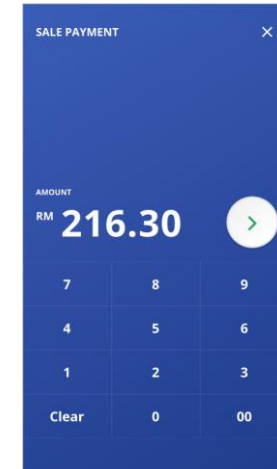 SALE PAYMENT ×
AMOUNT
RM 216.30
7 8 9
4 5 6
1 2 3
Clear 0 00